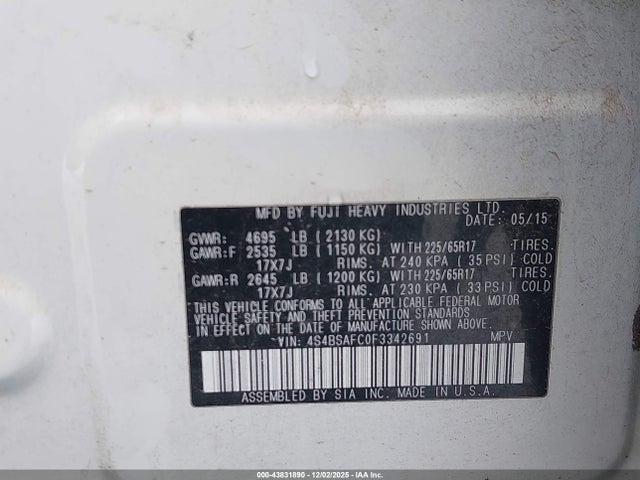 MFD BY FUJI HEAVY INDUSTRIES LTD.
DATE: 05/15
GVWR: 4695 LB ( 2130 KG)
GAWR:F 2535 LB ( 1150 KG) WITH 225/65R17 TIRES.
17X7J RIMS. AT 240 KPA ( 35 PSI) COLD
GAWR:R 2645 LB ( 1200 KG) WITH 225/65R17 TIRES.
17X7J RIMS. AT 230 KPA ( 33 PSI) COLD
THIS VEHICLE CONFORMS TO ALL APPLICABLE FEDERAL MOTOR
VEHICLE SAFETY AND THEFT PREVENTION STANDARDS
IN EFFECT ON THE DATE OF MANUFACTURE SHOWN ABOVE.
VIN: 4S4BSAFC0F3342691 MPV
ASSEMBLED BY SIA INC. MADE IN U.S.A.
000-43831890 - 12/02/2025 - IAA